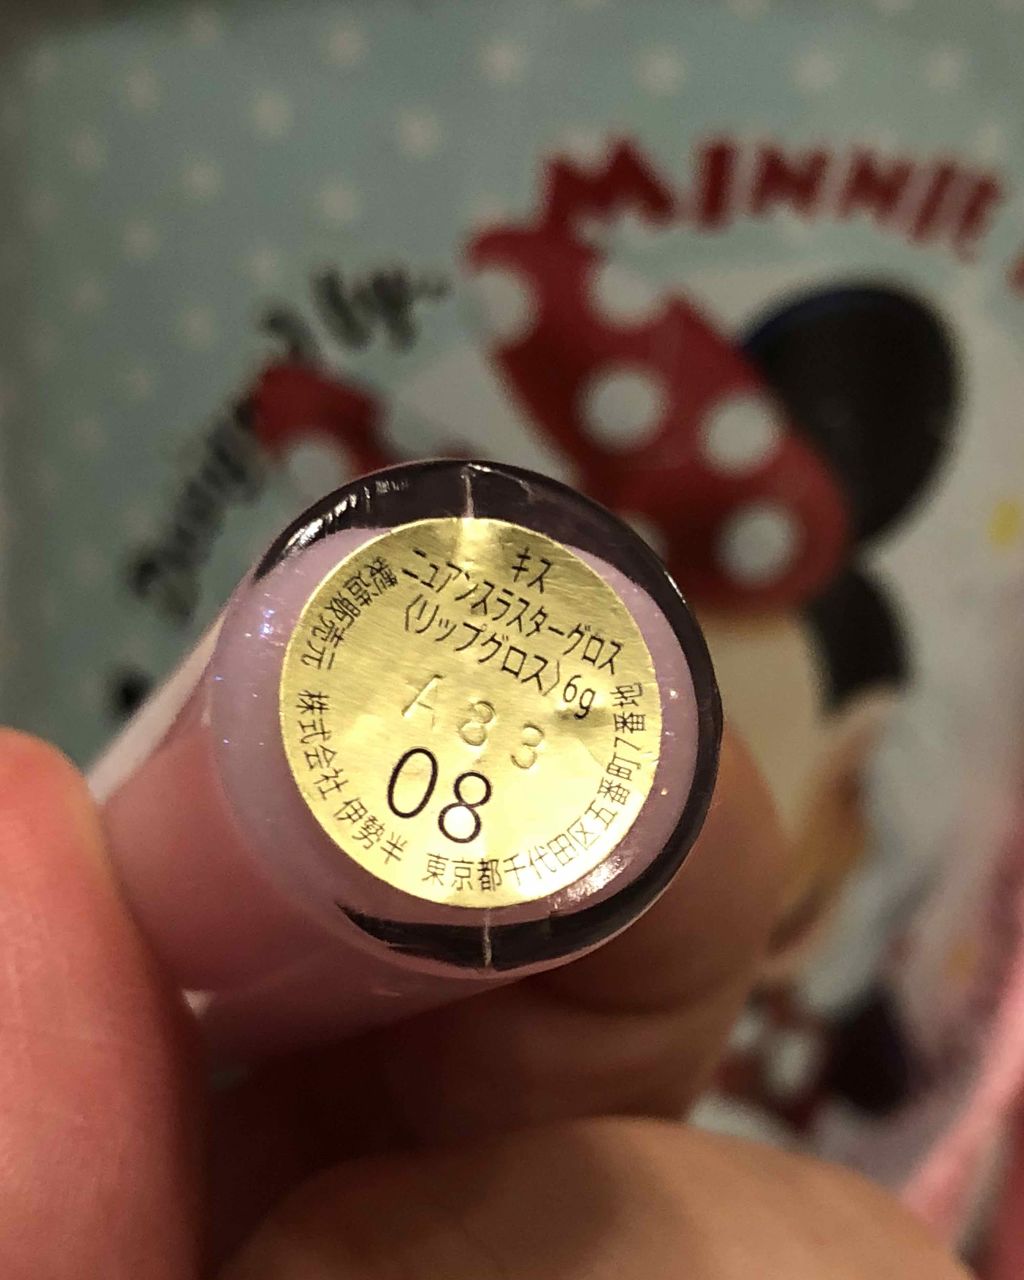 MINNIE
キス
ニュアンスラスターグロス
〈リップグロス〉6g
A83
08
製造販売元 株式会社 伊勢半 東京都千代田区五番町7番地